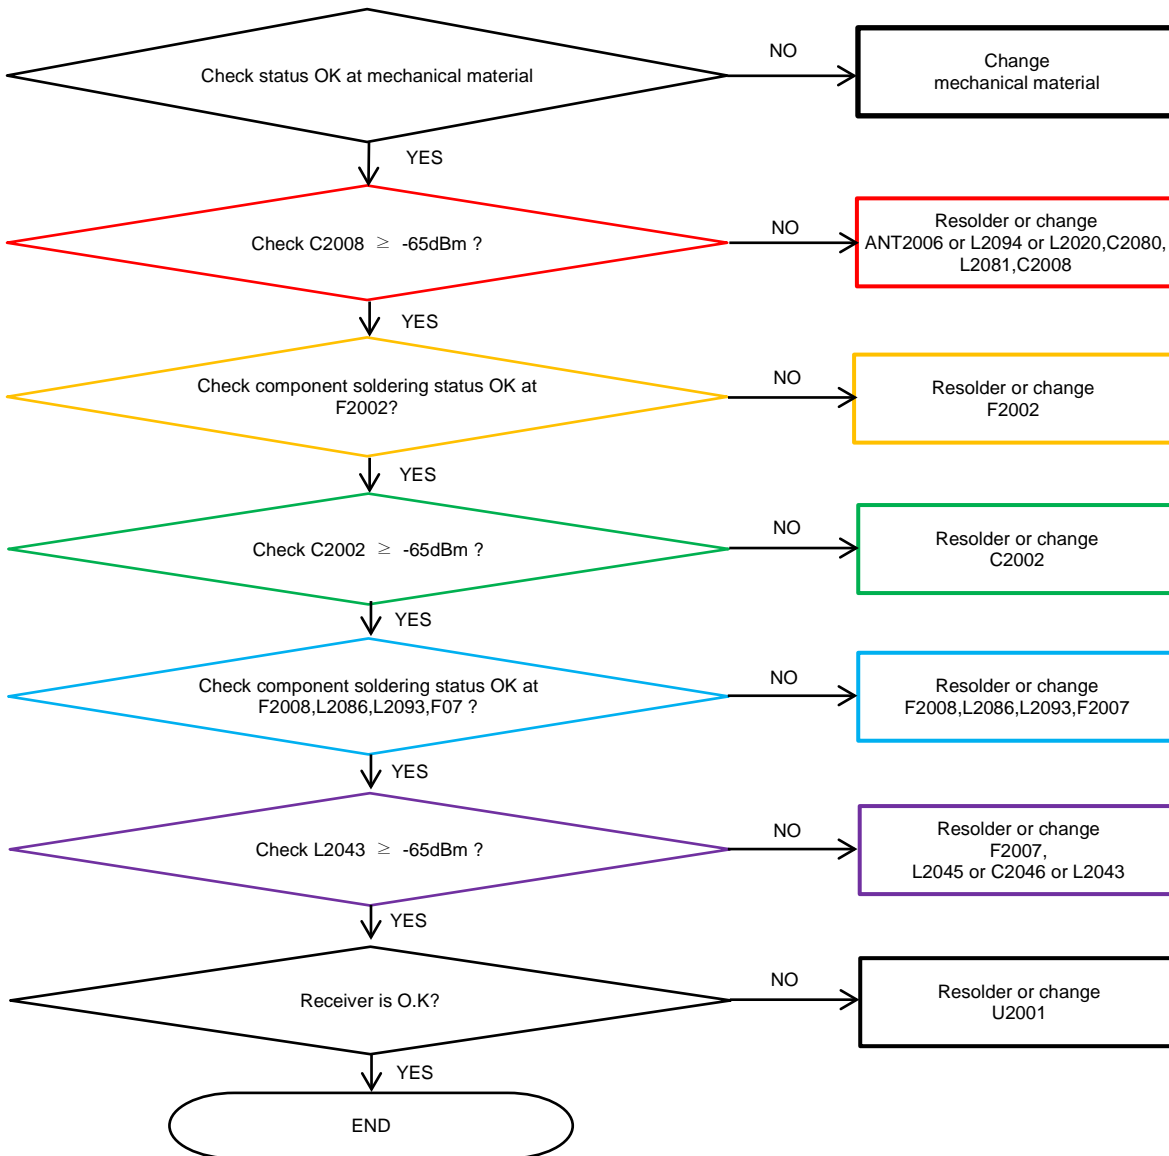 Check status OK at mechanical material
NO
Change
mechanical material
YES
Check C2008 ≥ -65dBm ?
NO
Resolder or change
ANT2006 or L2094 or L2020,C2080,
L2081,C2008
YES
Check component soldering status OK at
F2002?
NO
Resolder or change
F2002
YES
Check C2002 ≥ -65dBm ?
NO
Resolder or change
C2002
YES
Check component soldering status OK at
F2008,L2086,L2093,F07 ?
NO
Resolder or change
F2008,L2086,L2093,F2007
YES
Check L2043 ≥ -65dBm ?
NO
Resolder or change
F2007,
L2045 or C2046 or L2043
YES
Receiver is O.K?
NO
Resolder or change
U2001
YES
END